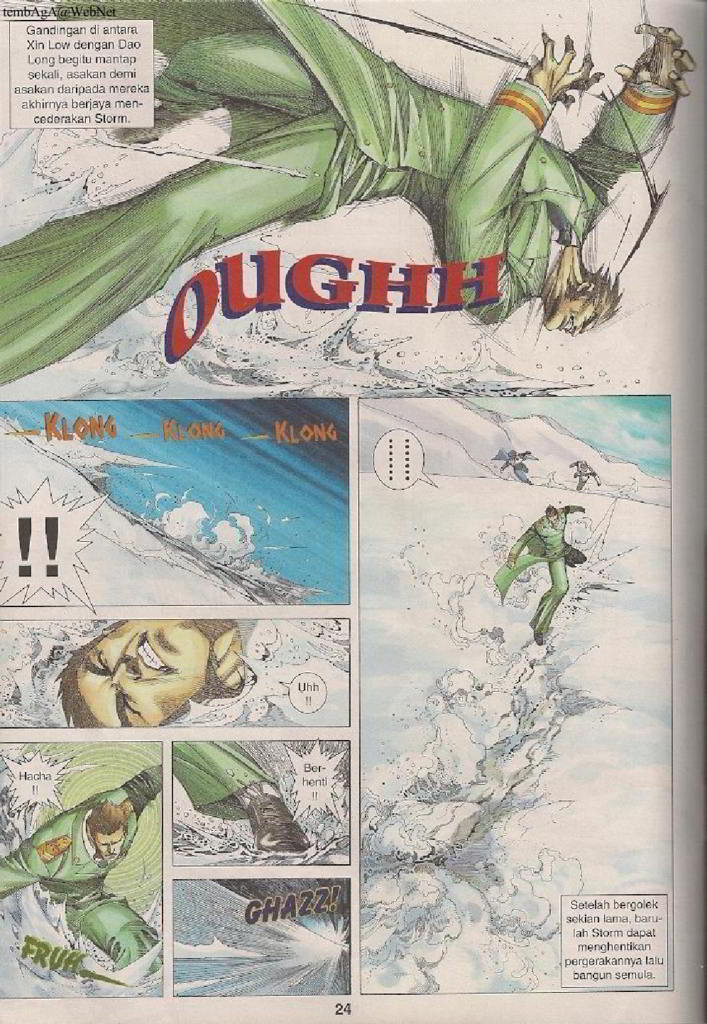 tembAgA@WebNet
Gandingan di antara
Xin Low dengan Dao
Long begitu mantap
sekali, asakan demi
asakan daripada mereka
akhirnya berjaya men-
cederakan Storm.
OUGHH
KLONG KLONG KLONG
!!
Uhh
!!
Hacha
!!
FRUH
Ber-
henti
!!
GHAZZ!
Setelah bergolek
sekian lama, baru-
lah Storm dapat
menghentikan
pergerakannya lalu
bangun semula.
24